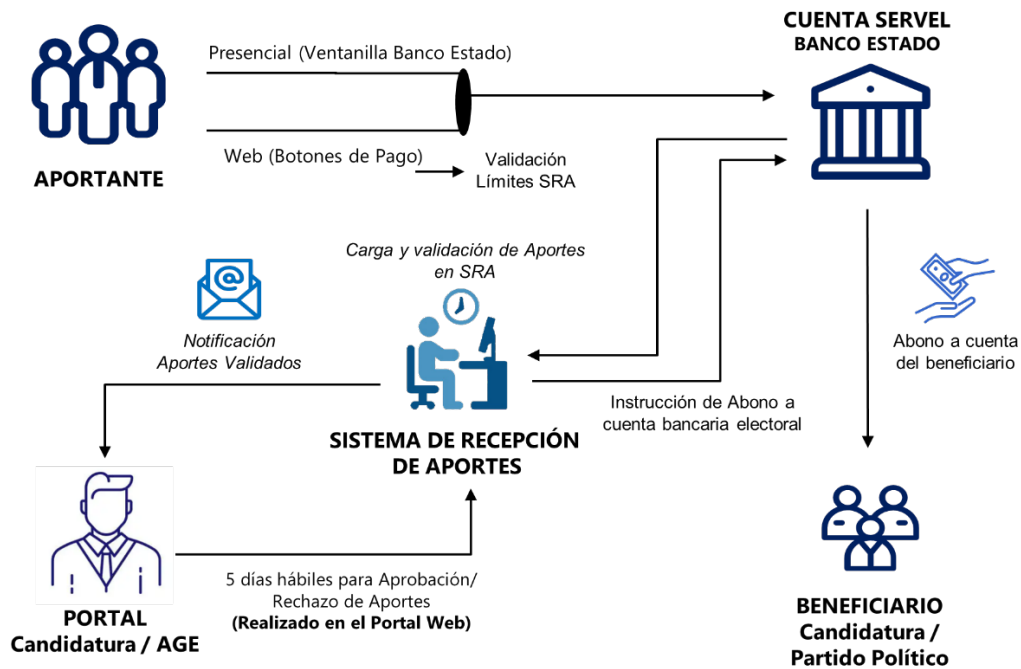 CUENTA SERVEL
BANCO ESTADO
Presencial (Ventanilla Banco Estado)
APORTANTE
Web (Botones de Pago)
Validación
Límites SRA
Carga y validación de Aportes
en SRA
@
Notificación
Aportes Validados
Abono a cuenta
del beneficiario
Instrucción de Abono a
cuenta bancaria electoral
SISTEMA DE RECEPCIÓN
DE APORTES
5 días hábiles para Aprobación/
Rechazo de Aportes
(Realizado en el Portal Web)
PORTAL
Candidatura / AGE
BENEFICIARIO
Candidatura /
Partido Político